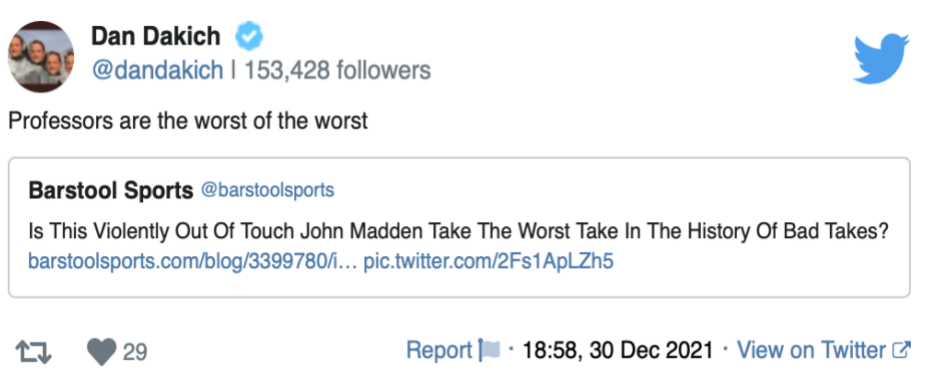 Dan Dakich
@dandakich | 153,428 followers
Professors are the worst of the worst
Barstool Sports @barstoolsports
Is This Violently Out Of Touch John Madden Take The Worst Take In The History Of Bad Takes?
barstoolsports.com/blog/3399780/i… pic.twitter.com/2Fs1ApLZh5
29
Report · 18:58, 30 Dec 2021 · View on Twitter